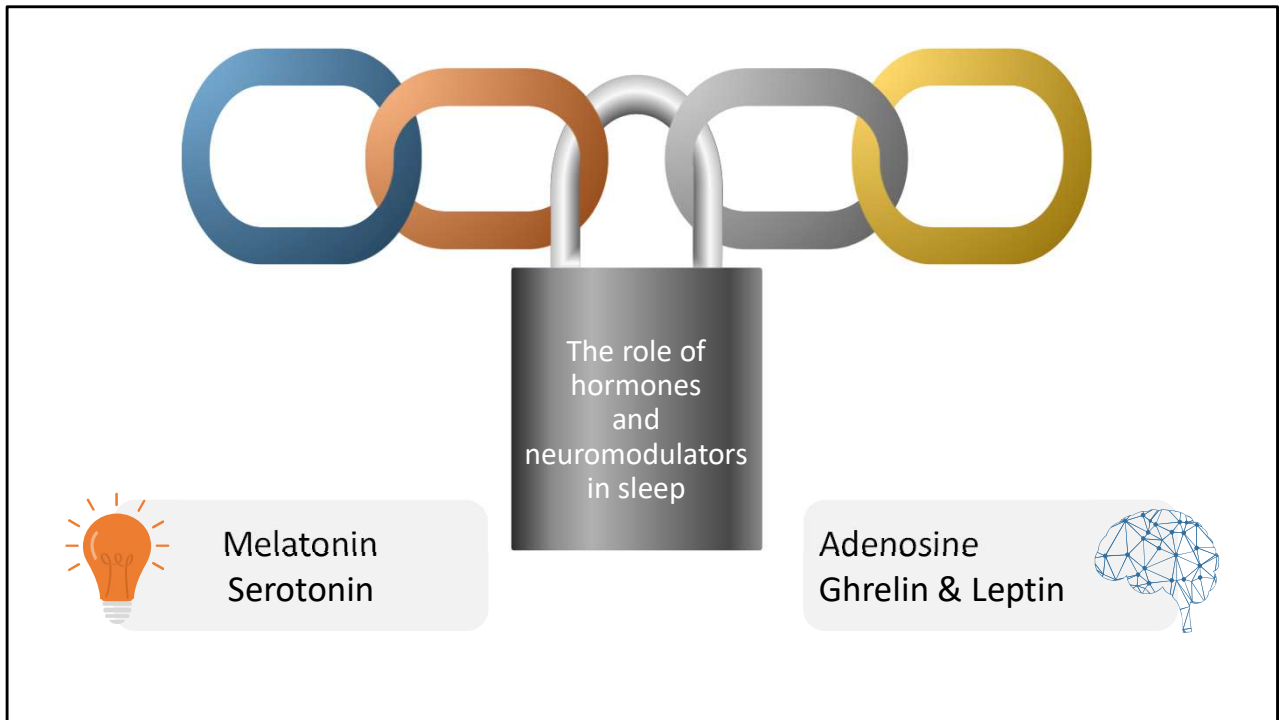 The role of
hormones
and
neuromodulators
in sleep
Melatonin
Serotonin
Adenosine
Ghrelin & Leptin